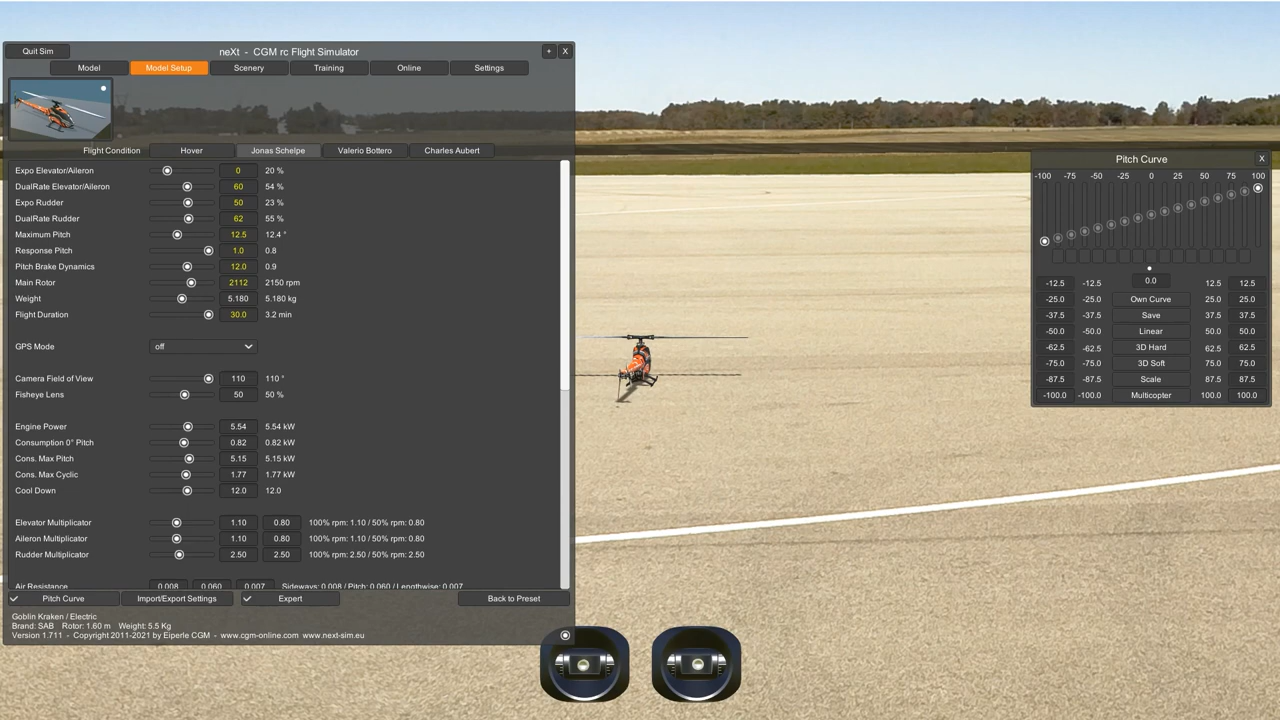 Quit Sim
neXt - CGM rc Flight Simulator
+ X
Model Model Setup Scenery Training Online Settings
Flight Condition Hover Jonas Schelpe Valerio Bottero Charles Aubert
Expo Elevator/Aileron 0 20 %
DualRate Elevator/Aileron 60 54 %
Expo Rudder 50 23 %
DualRate Rudder 62 55 %
Maximum Pitch 12.5 12.4 °
Response Pitch 1.0 0.8
Pitch Brake Dynamics 12.0 0.9
Main Rotor 2112 2150 rpm
Weight 5.180 5.180 kg
Flight Duration 30.0 3.2 min
GPS Mode off
Camera Field of View 110 110 °
Fisheye Lens 50 50 %
Engine Power 5.54 5.54 kW
Consumption 0° Pitch 0.82 0.82 kW
Cons. Max Pitch 5.15 5.15 kW
Cons. Max Cyclic 1.77 1.77 kW
Cool Down 12.0 12.0
Elevator Multiplicator 1.10 0.80 100% rpm: 1.10 / 50% rpm: 0.80
Aileron Multiplicator 1.10 0.80 100% rpm: 1.10 / 50% rpm: 0.80
Rudder Multiplicator 2.50 2.50 100% rpm: 2.50 / 50% rpm: 2.50
Air Resistance 0.008 0.060 0.007 Sideways: 0.008 / Pitch: 0.060 / Lengthwise: 0.007
Pitch Curve Import/Export Settings Expert Back to Preset
Goblin Kraken / Electric
Brand: SAB Rotor: 1.60 m Weight: 5.5 Kg
Version 1.711 - Copyright 2011-2021 by Eiperle CGM - www.cgm-online.com www.next-sim.eu
Pitch Curve X
-100 -75 -50 -25 0 25 50 75 100
0.0
-12.5 -12.5 12.5 12.5
-25.0 -25.0 Own Curve 25.0 25.0
-37.5 -37.5 Save 37.5 37.5
-50.0 -50.0 Linear 50.0 50.0
-62.5 -62.5 3D Hard 62.5 62.5
-75.0 -75.0 3D Soft 75.0 75.0
-87.5 -87.5 Scale 87.5 87.5
-100.0 -100.0 Multicopter 100.0 100.0